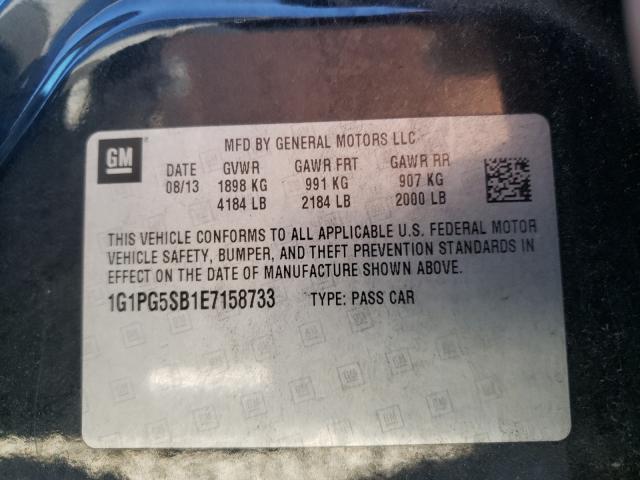 GM
MFD BY GENERAL MOTORS LLC
DATE GVWR GAWR FRT GAWR RR
08/13 1898 KG 991 KG 907 KG
4184 LB 2184 LB 2000 LB
THIS VEHICLE CONFORMS TO ALL APPLICABLE U.S. FEDERAL MOTOR
VEHICLE SAFETY, BUMPER, AND THEFT PREVENTION STANDARDS IN
EFFECT ON THE DATE OF MANUFACTURE SHOWN ABOVE.
1G1PG5SB1E7158733 TYPE: PASS CAR